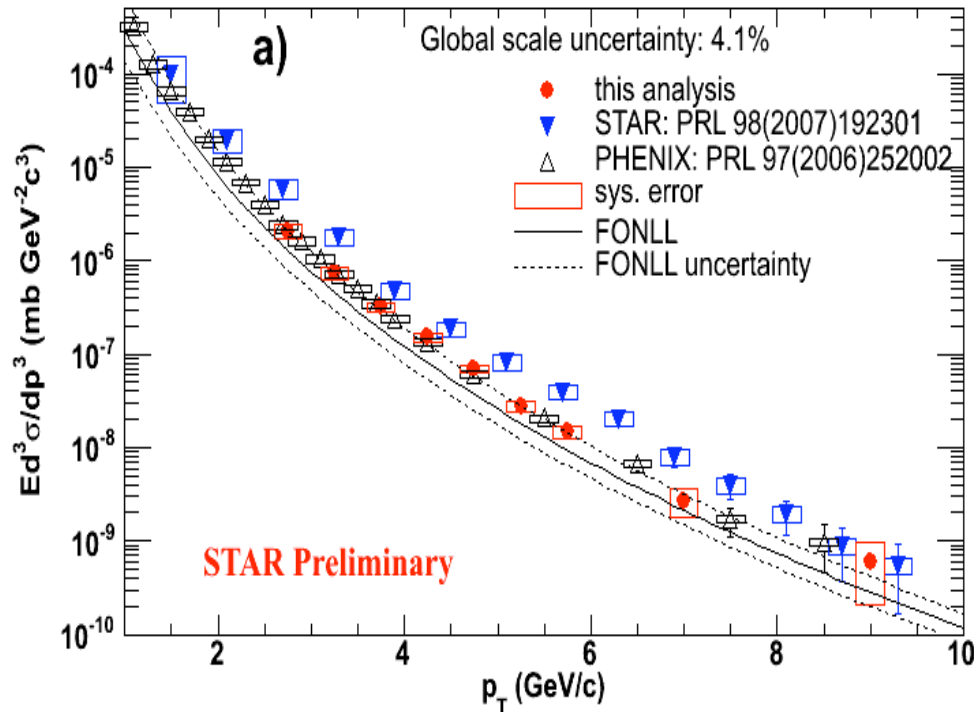 a)
Global scale uncertainty: 4.1%
this analysis
STAR: PRL 98(2007)192301
PHENIX: PRL 97(2006)252002
sys. error
FONLL
FONLL uncertainty
STAR Preliminary
Ed³σ/dp³ (mb GeV⁻²c³)
10⁻⁴
10⁻⁵
10⁻⁶
10⁻⁷
10⁻⁸
10⁻⁹
10⁻¹⁰
2 4 6 8 10
p_T (GeV/c)